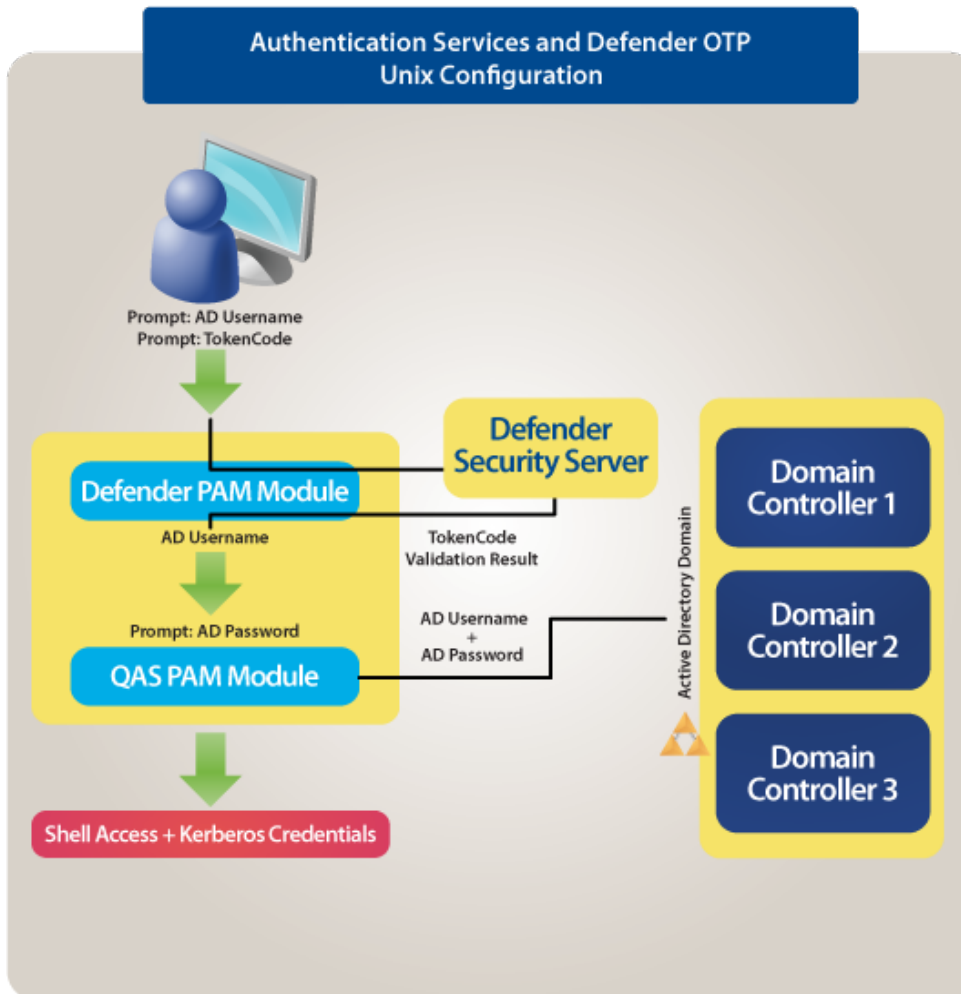 Authentication Services and Defender OTP
Unix Configuration
Prompt: AD Username
Prompt: TokenCode
Defender
Security Server
Defender PAM Module
AD Username
TokenCode
Validation Result
Prompt: AD Password
AD Username
+
AD Password
QAS PAM Module
Shell Access + Kerberos Credentials
Active Directory Domain
Domain
Controller 1
Domain
Controller 2
Domain
Controller 3